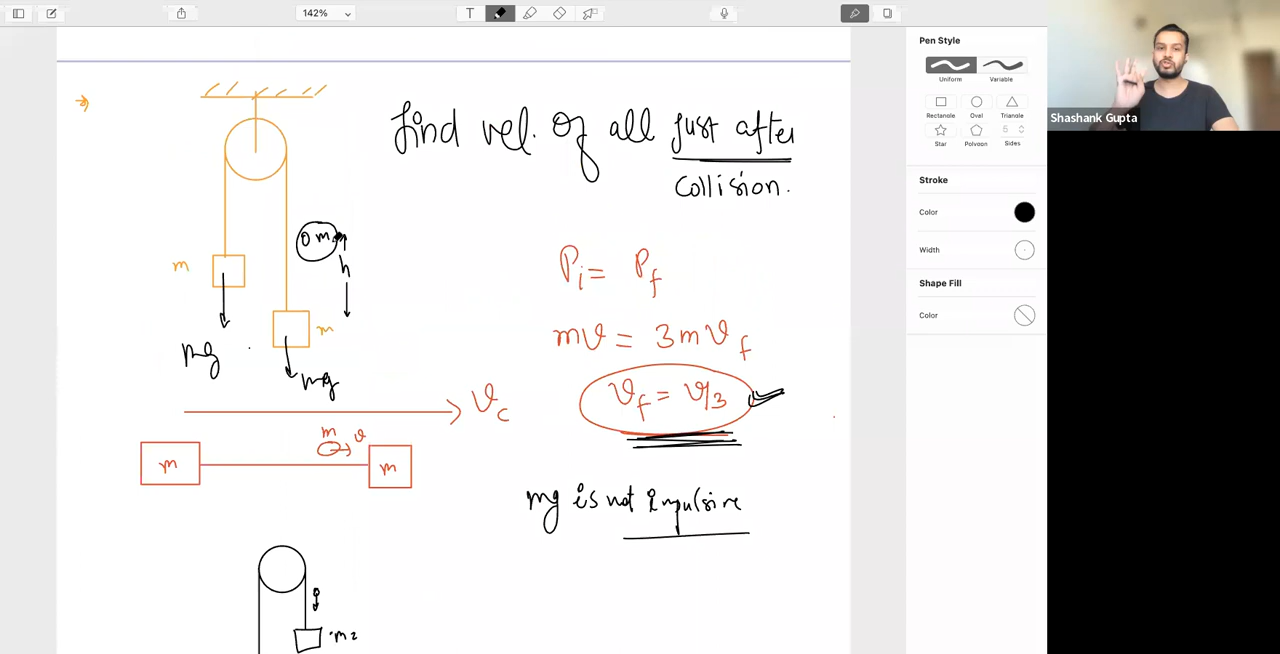 142%
T
Pen Style
Uniform
Variable
Rectangle
Oval
Triangle
Star
Polygon
5
Sides
Stroke
Color
Width
Shape Fill
Color
Shashank Gupta
find vel. of all just after
collision.
m
0 m
h
m
mg
mg
Pi = Pf
mv = 3mvf
vf = v/3
vc
m
v
m
m
mg is not impulsive
m2